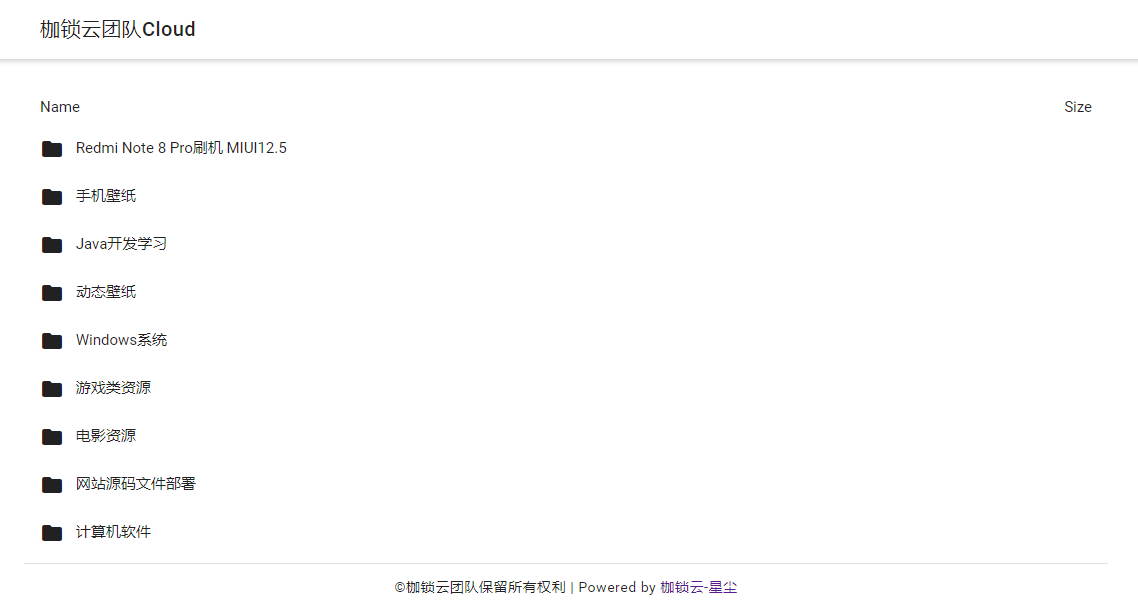 枷锁云团队Cloud
Name Size
Redmi Note 8 Pro刷机 MIUI12.5
手机壁纸
Java开发学习
动态壁纸
Windows系统
游戏类资源
电影资源
网站源码文件部署
计算机软件
©枷锁云团队保留所有权利 | Powered by 枷锁云-星尘